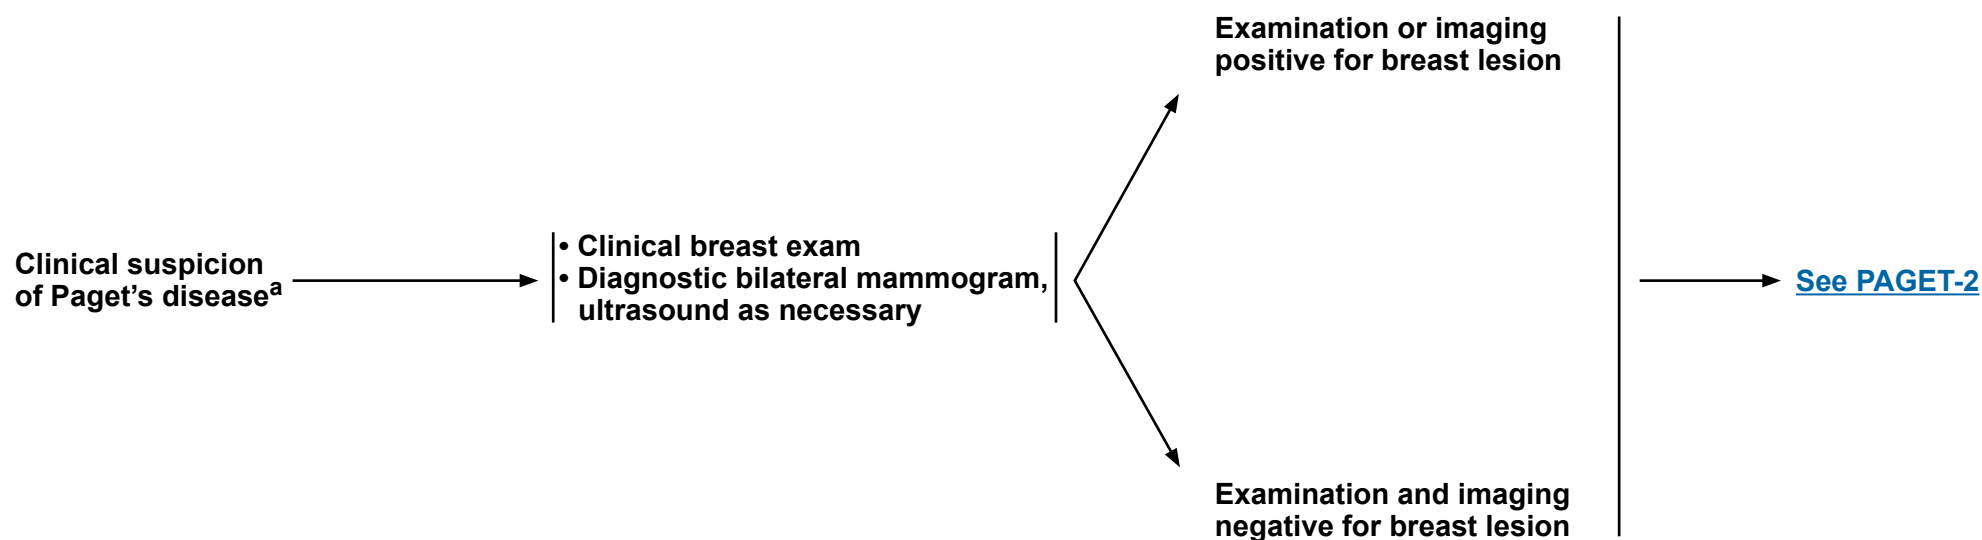 Clinical suspicion
of Paget's diseaseᵃ
• Clinical breast exam
• Diagnostic bilateral mammogram,
ultrasound as necessary
Examination or imaging
positive for breast lesion
Examination and imaging
negative for breast lesion
See PAGET-2